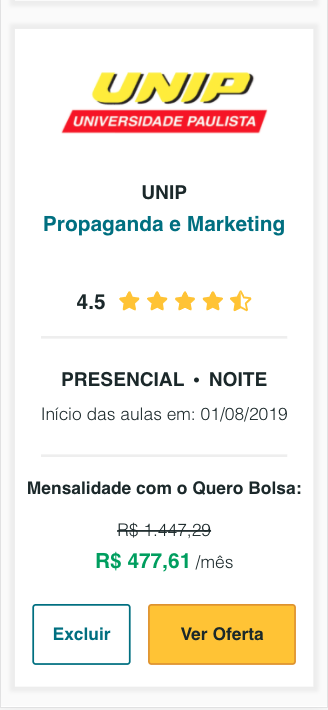 UNIP
UNIVERSIDADE PAULISTA
UNIP
Propaganda e Marketing
4.5
PRESENCIAL • NOITE
Início das aulas em: 01/08/2019
Mensalidade com o Quero Bolsa:
R$ 1.447,29
R$ 477,61 /mês
Excluir Ver Oferta